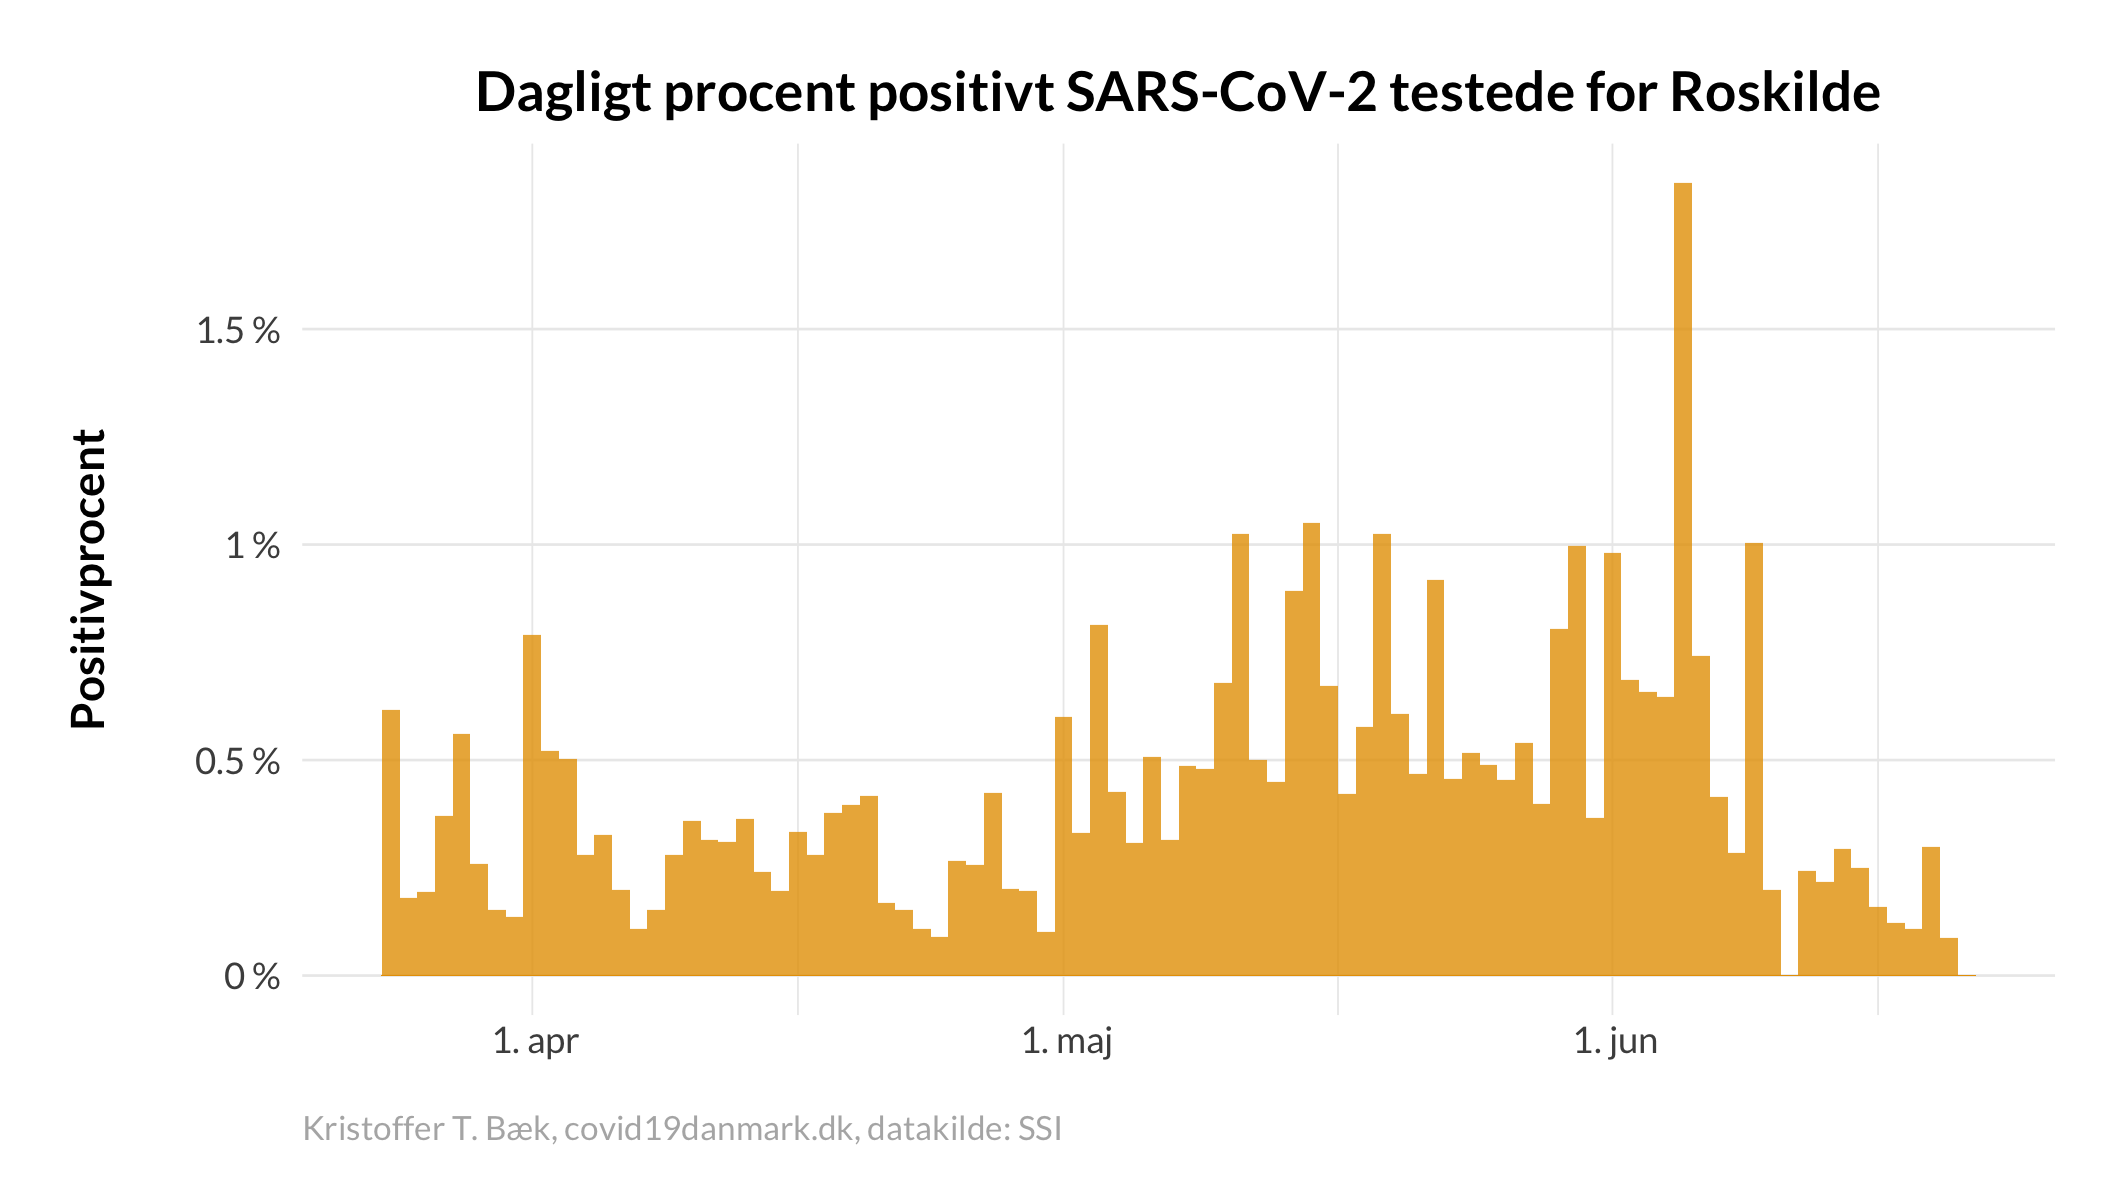 Dagligt procent positivt SARS-CoV-2 testede for Roskilde
Positivprocent
1.5 %
1 %
0.5 %
0 %
1. apr
1. maj
1. jun
Kristoffer T. Bæk, covid19danmark.dk, datakilde: SSI